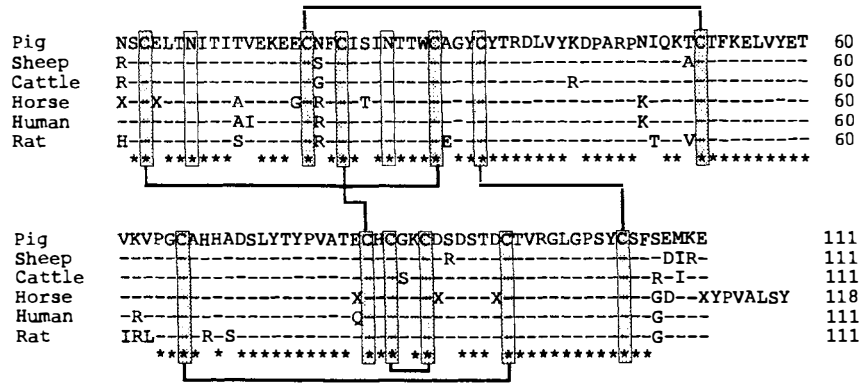 Pig NSCELTNITITVEKEECNFCISINTTWCAGYCYTRDLVYKDPARPNIQKTCTFKELVYET 60
Sheep R----------------S-------------------------------A---------- 60
Cattle R----------------G---------------------R-------------------- 60
Horse X--X------A----G-R---T-----------------------K-------------- 60
Human ----------AI-----R---------------------------K-------------- 60
Rat H---------S------R----------E-----------------T--V---------- 60
** ****** *** * *** ****** ********** ***** ** **********
Pig VKVPGCAHHADSLYTYPVATECHCGKCDSDSTDCTVRGLGPSYCSFSEMKE 111
Sheep ----------------------------R------------------DIR- 111
Cattle ------------------------S---------------------R-I-- 111
Horse --------------------X------X----X-------------GD--XYPVALSY 118
Human -R------------------Q-------------------------G---- 111
Rat IRL----R-S------------------------------------G---- 111
**** * ********** *** ** *** *************